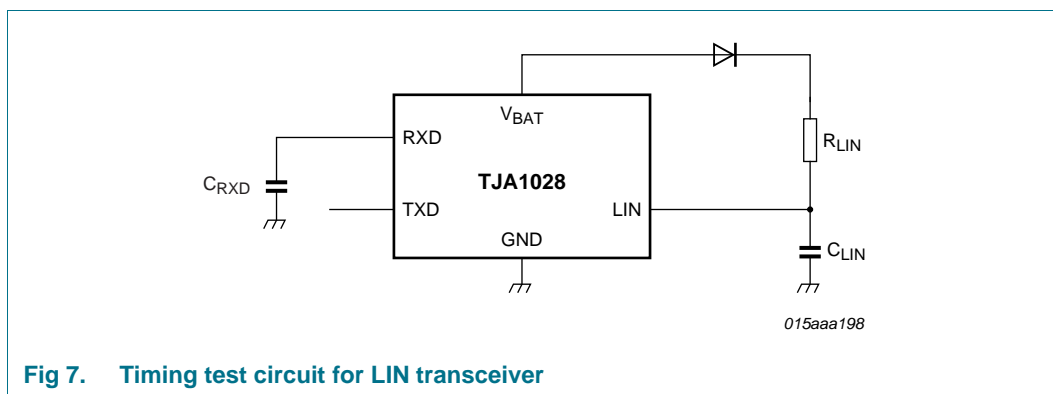 V_BAT
RXD
R_LIN
TJA1028
C_RXD
TXD
LIN
GND
C_LIN
015aaa198
Fig 7. Timing test circuit for LIN transceiver